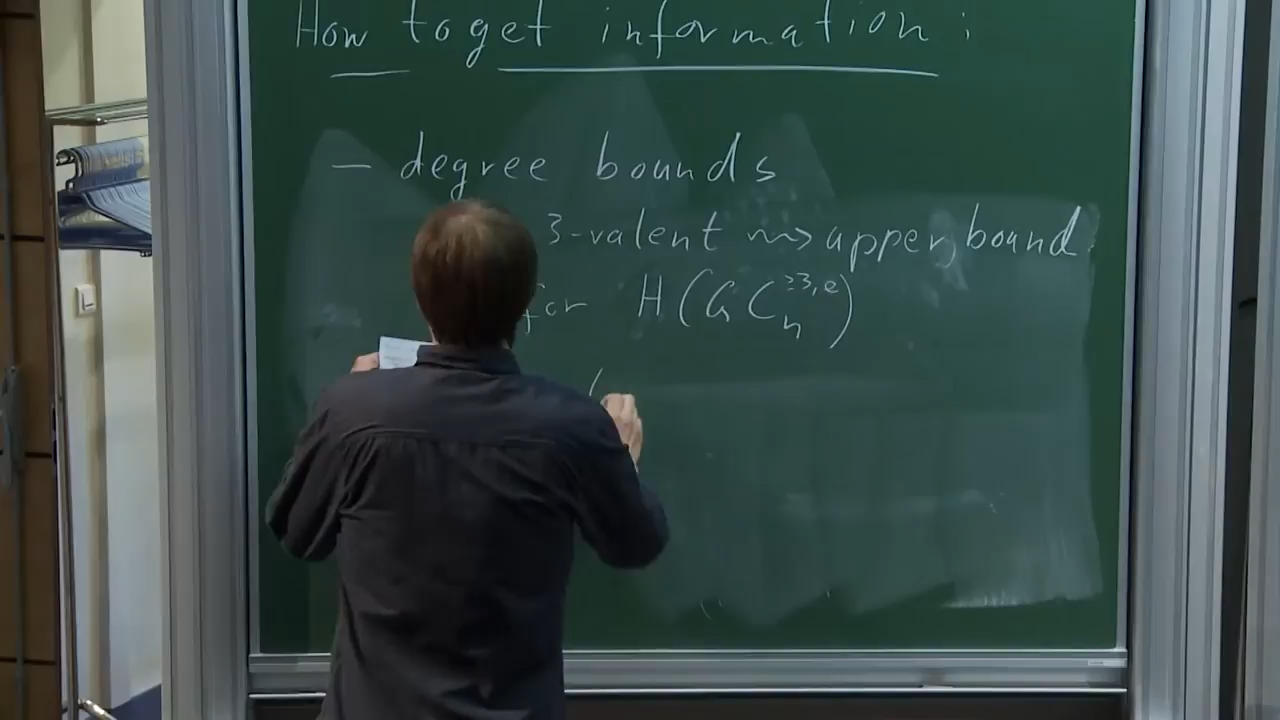 How to get information :
— degree bounds
3-valent ⇝ upper bound
for H(GC_n^{≥3,e})
(